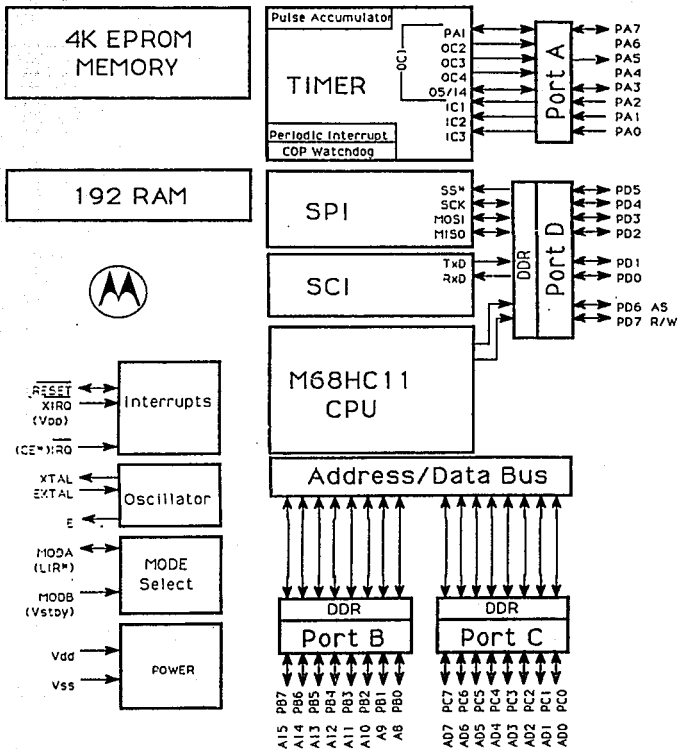 4K EPROM
MEMORY
192 RAM
Pulse Accumulator
TIMER
OC1
PA1
OC2
OC3
OC4
O5/I4
IC1
IC2
IC3
Periodic Interrupt
COP Watchdog
Port A
PA7
PA6
PA5
PA4
PA3
PA2
PA1
PA0
SPI
SS*
SCK
MOSI
MISO
SCI
TxD
RxD
DDR
Port D
PD5
PD4
PD3
PD2
PD1
PD0
PD6 AS
PD7 R/W
M68HC11
CPU
RESET
XIRQ
(VDD)
(CE*)IRQ
Interrupts
XTAL
EXTAL
E
Oscillator
MODA
(LIR*)
MODB
(Vstby)
MODE
Select
Vdd
Vss
POWER
Address/Data Bus
DDR
Port B
PB7
PB6
PB5
PB4
PB3
PB2
PB1
PB0
A15
A14
A13
A12
A11
A10
A9
A8
DDR
Port C
PC7
PC6
PC5
PC4
PC3
PC2
PC1
PC0
AD7
AD6
AD5
AD4
AD3
AD2
AD1
AD0